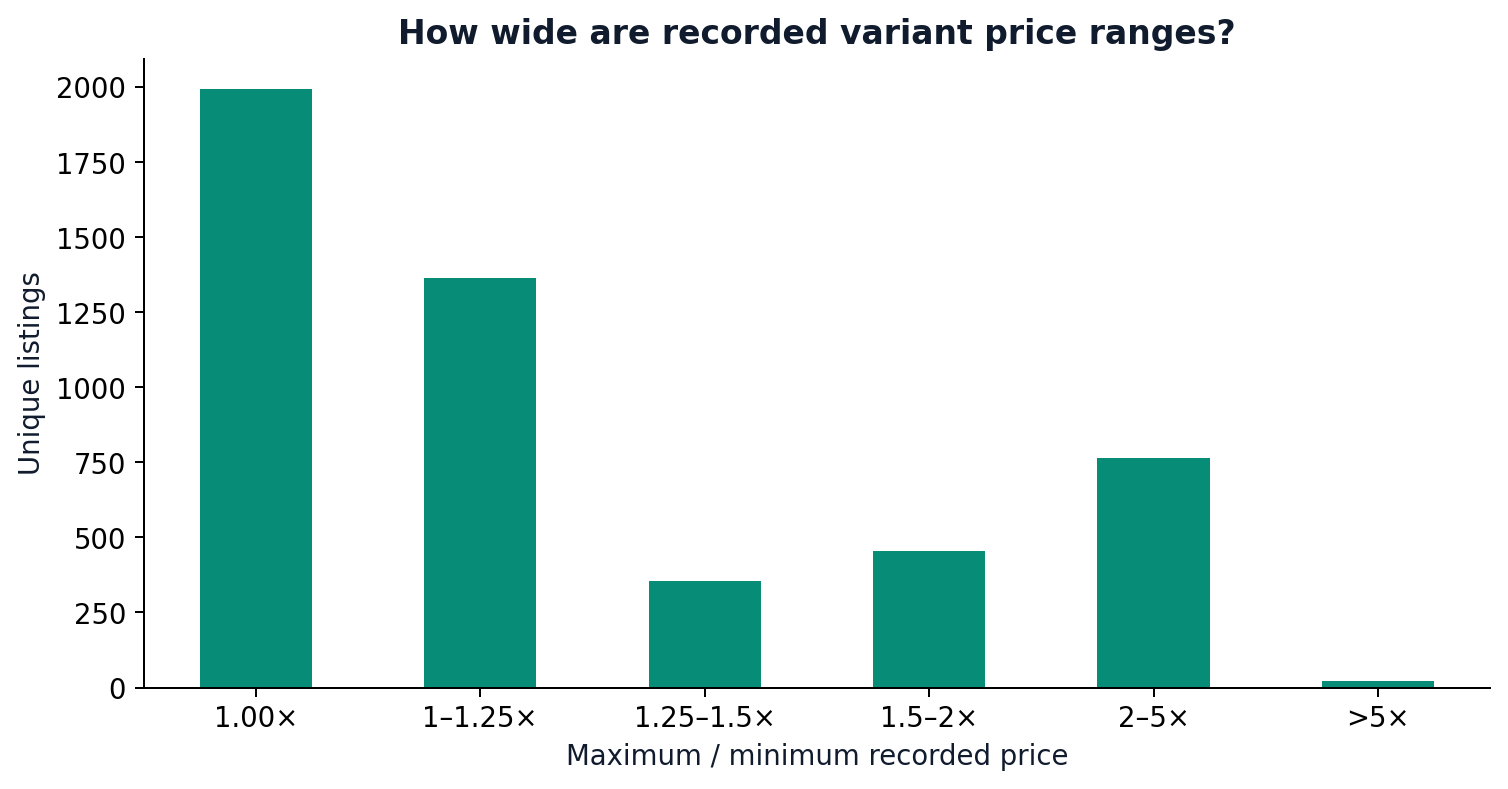 How wide are recorded variant price ranges?
Unique listings
2000
1750
1500
1250
1000
750
500
250
0
1.00× 1–1.25× 1.25–1.5× 1.5–2× 2–5× >5×
Maximum / minimum recorded price